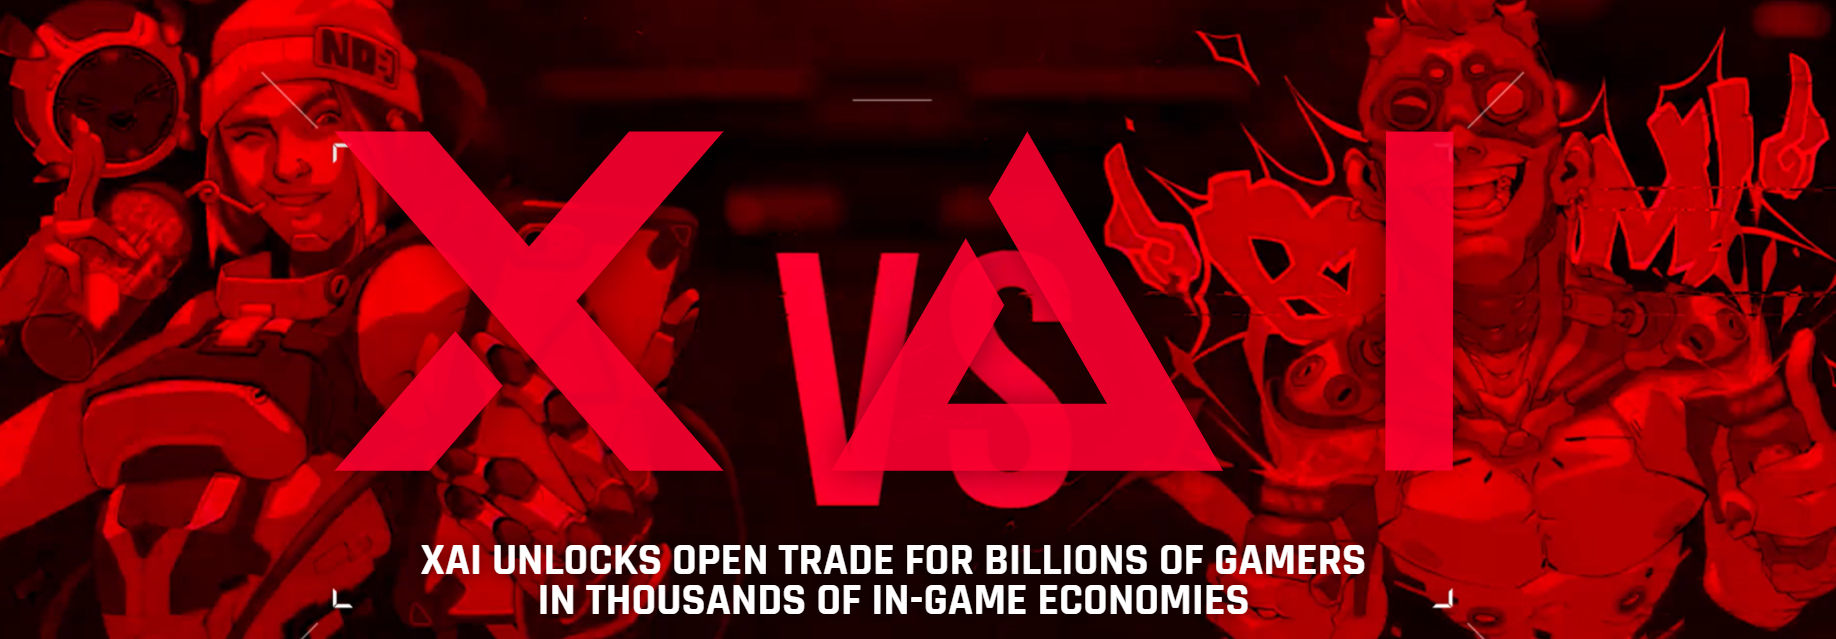 XAI
VS
XAI UNLOCKS OPEN TRADE FOR BILLIONS OF GAMERS
IN THOUSANDS OF IN-GAME ECONOMIES